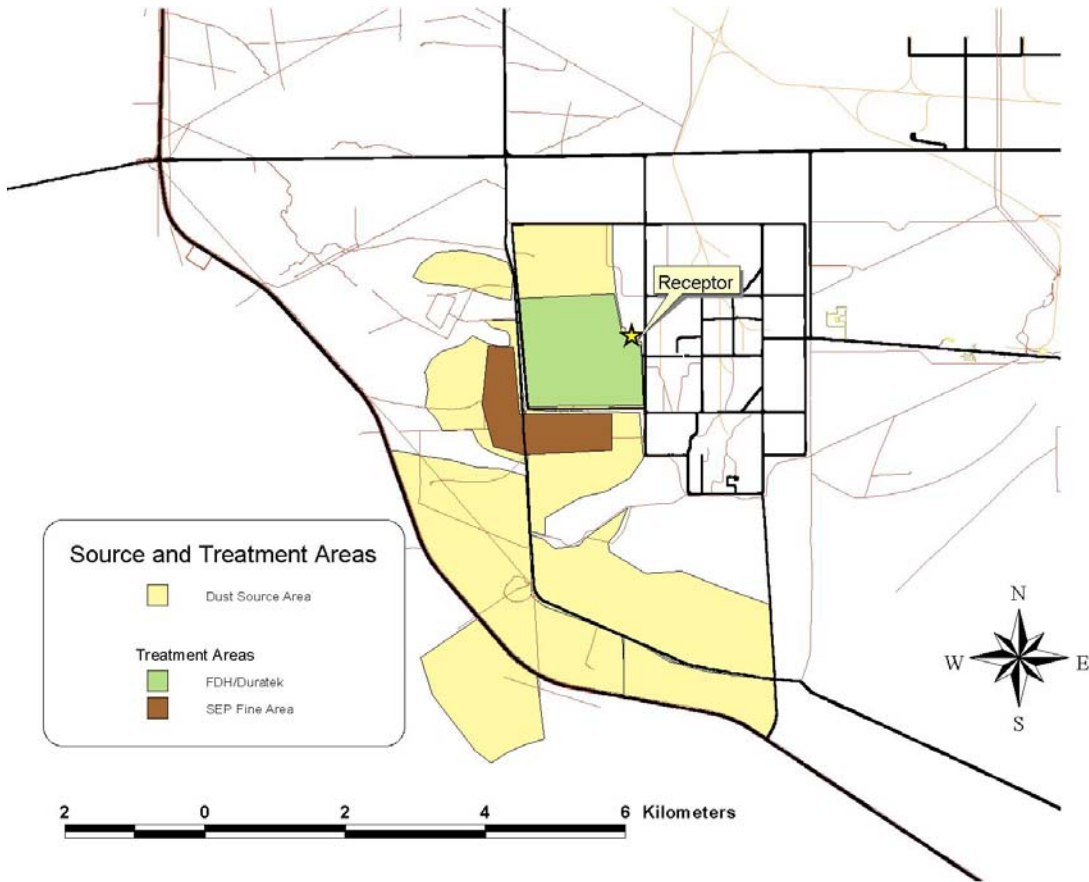 Receptor
Source and Treatment Areas
Dust Source Area
Treatment Areas
FDH/Duratek
SEP Fine Area
N
W E
S
2 0 2 4 6 Kilometers